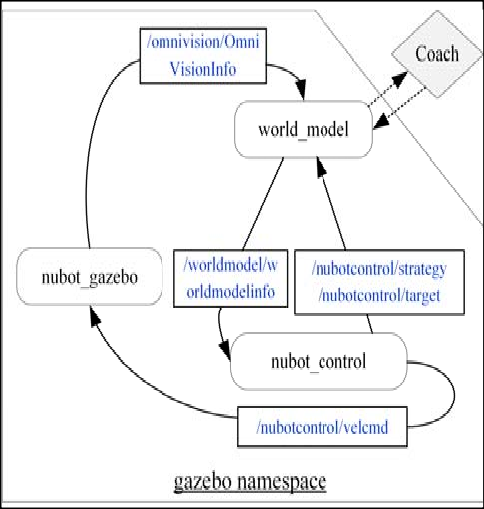 /omnivision/Omni
VisionInfo
Coach
world_model
/worldmodel/w
orldmodelinfo
/nubotcontrol/strategy
/nubotcontrol/target
nubot_gazebo
nubot_control
/nubotcontrol/velcmd
gazebo namespace